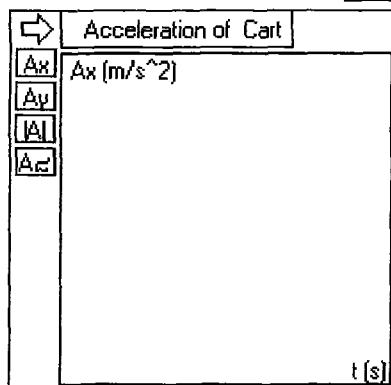 Acceleration of Cart
Ax
Ax (m/s^2)
Ay
|A|
t (s)